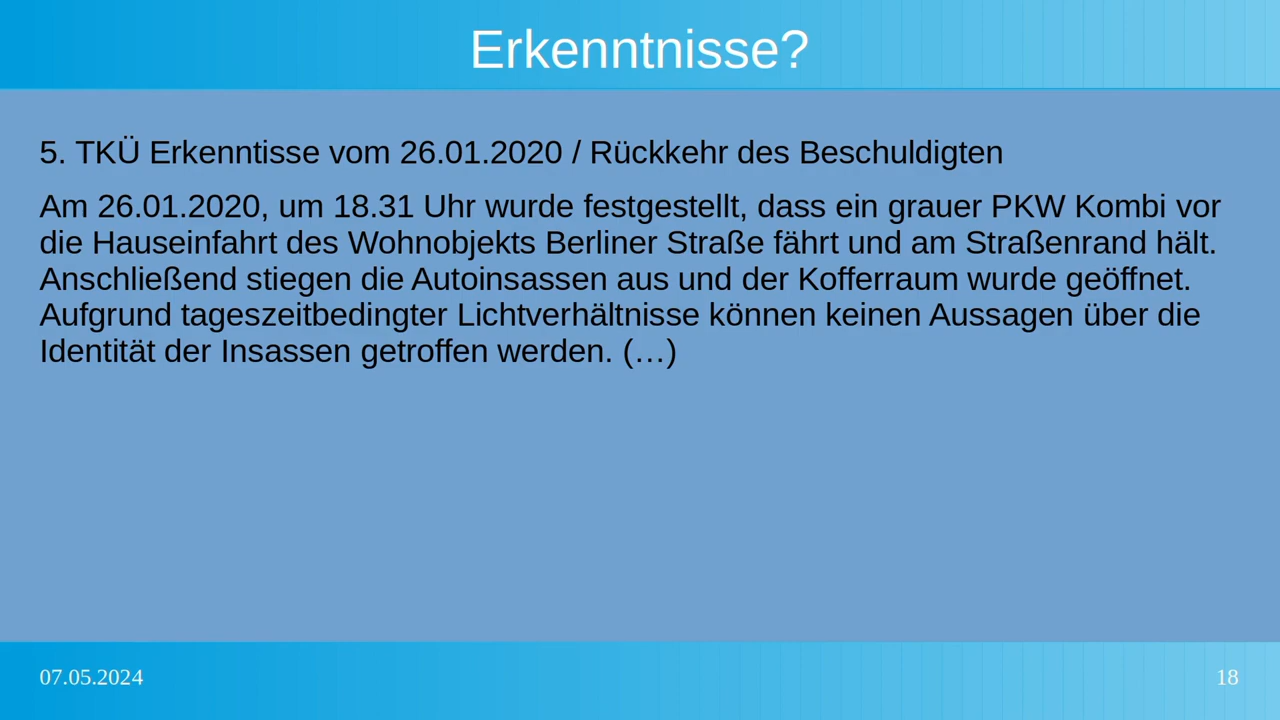 Erkenntnisse?
5. TKÜ Erkenntisse vom 26.01.2020 / Rückkehr des Beschuldigten
Am 26.01.2020, um 18.31 Uhr wurde festgestellt, dass ein grauer PKW Kombi vor
die Hauseinfahrt des Wohnobjekts Berliner Straße fährt und am Straßenrand hält.
Anschließend stiegen die Autoinsassen aus und der Kofferraum wurde geöffnet.
Aufgrund tageszeitbedingter Lichtverhältnisse können keinen Aussagen über die
Identität der Insassen getroffen werden. (…)
07.05.2024
18